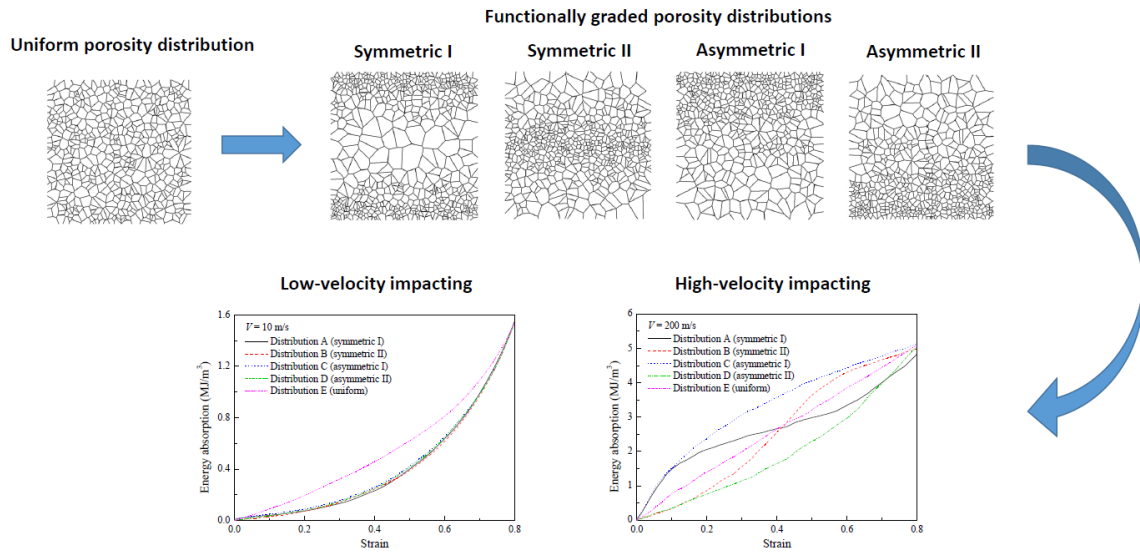 Functionally graded porosity distributions
Uniform porosity distribution
Symmetric I
Symmetric II
Asymmetric I
Asymmetric II
Low-velocity impacting
1.6
1.2
0.8
0.4
0.0
0.0
0.2
0.4
0.6
0.8
Energy absorption (MJ/m³)
Strain
V = 10 m/s
Distribution A (symmetric I)
Distribution B (symmetric II)
Distribution C (asymmetric I)
Distribution D (asymmetric II)
Distribution E (uniform)
High-velocity impacting
6
5
4
3
2
1
0
0.0
0.2
0.4
0.6
0.8
Energy absorption (MJ/m³)
Strain
V = 200 m/s
Distribution A (symmetric I)
Distribution B (symmetric II)
Distribution C (asymmetric I)
Distribution D (asymmetric II)
Distribution E (uniform)